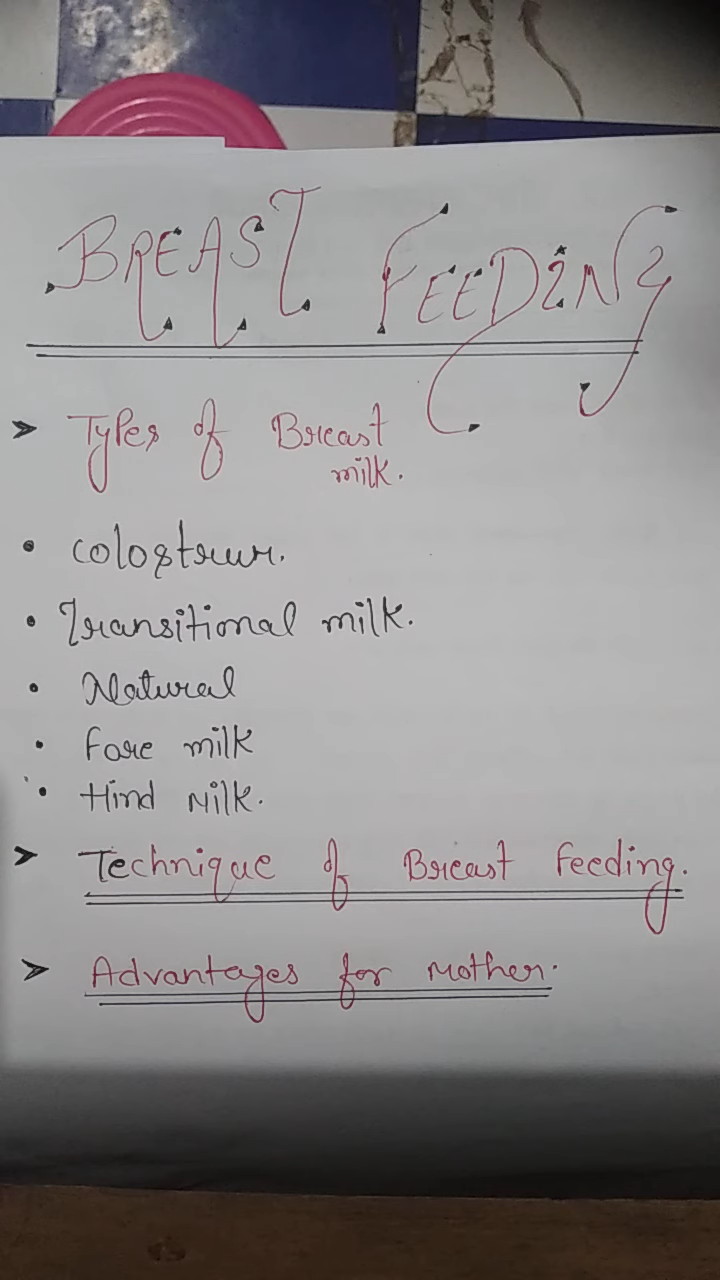 BREAST FEEDING
➤ Types of Breast
milk.
• Colostrum.
• Transitional milk.
• Natural
• Fore milk
• Hind Milk.
➤ Technique of Breast feeding.
➤ Advantages for Mother.